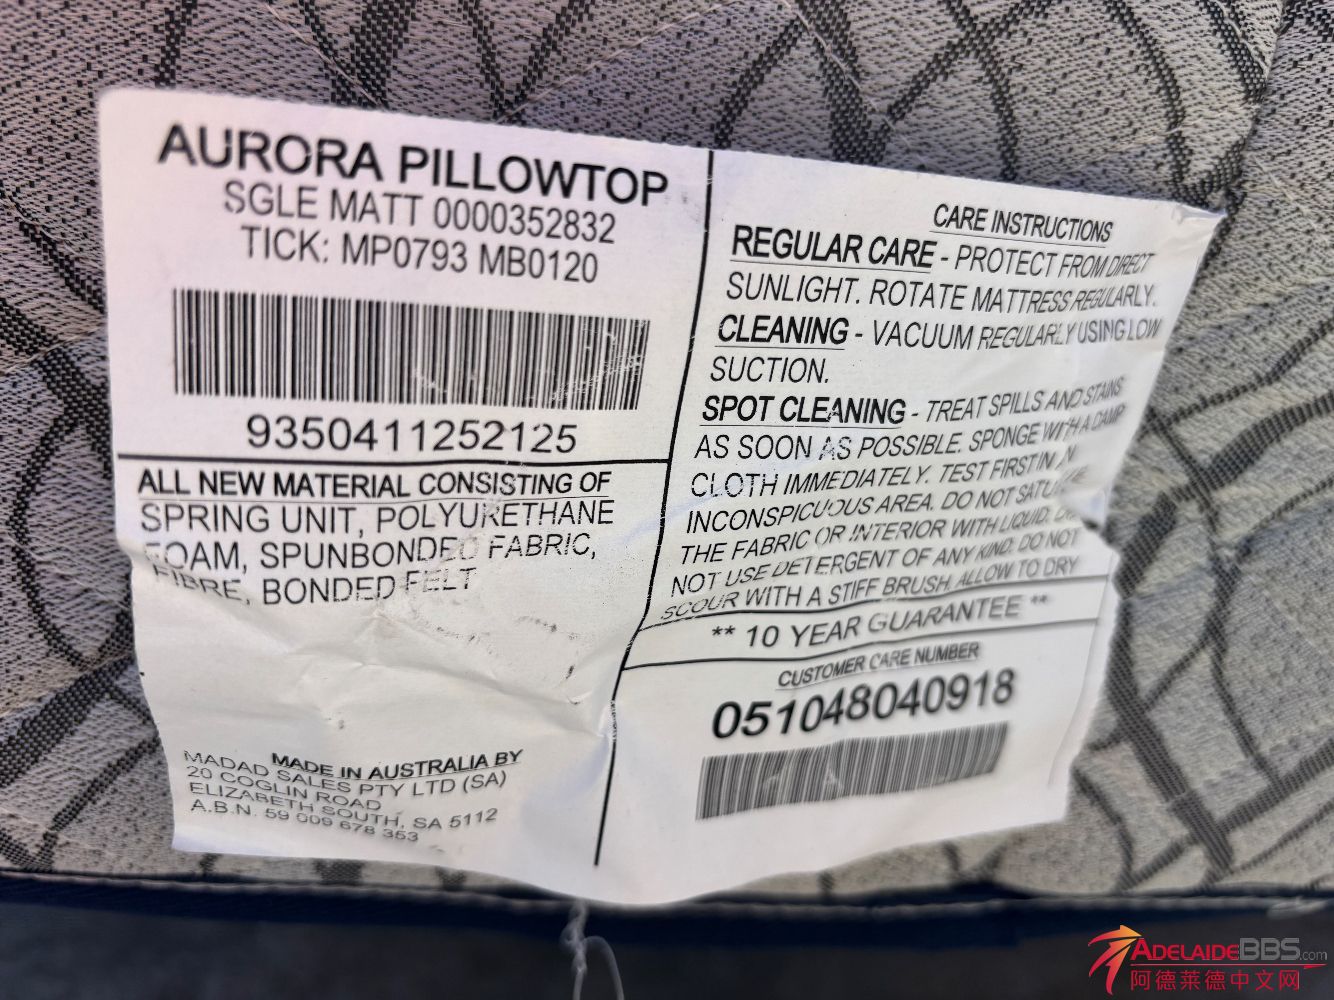 AURORA PILLOWTOP
SGLE MATT 0000352832
TICK: MP0793 MB0120
9350411252125
ALL NEW MATERIAL CONSISTING OF
SPRING UNIT, POLYURETHANE
FOAM, SPUNBONDED FABRIC,
FIBRE, BONDED FELT
MADE IN AUSTRALIA BY
MADAD SALES PTY LTD (SA)
20 COGLIN ROAD
ELIZABETH SOUTH, SA 5112
A.B.N. 59 009 678 353
CARE INSTRUCTIONS
REGULAR CARE - PROTECT FROM DIRECT
SUNLIGHT. ROTATE MATTRESS REGULARLY.
CLEANING - VACUUM REGULARLY USING LOW
SUCTION.
SPOT CLEANING - TREAT SPILLS AND STAINS
AS SOON AS POSSIBLE. SPONGE WITH A DAMP
CLOTH IMMEDIATELY. TEST FIRST IN AN
INCONSPICUOUS AREA. DO NOT SATURATE
THE FABRIC OR INTERIOR WITH LIQUID. DO
NOT USE DETERGENT OF ANY KIND. DO NOT
SCOUR WITH A STIFF BRUSH. ALLOW TO DRY
** 10 YEAR GUARANTEE **
CUSTOMER CARE NUMBER
051048040918
ADELAIDEBBS.com
阿德莱德中文网